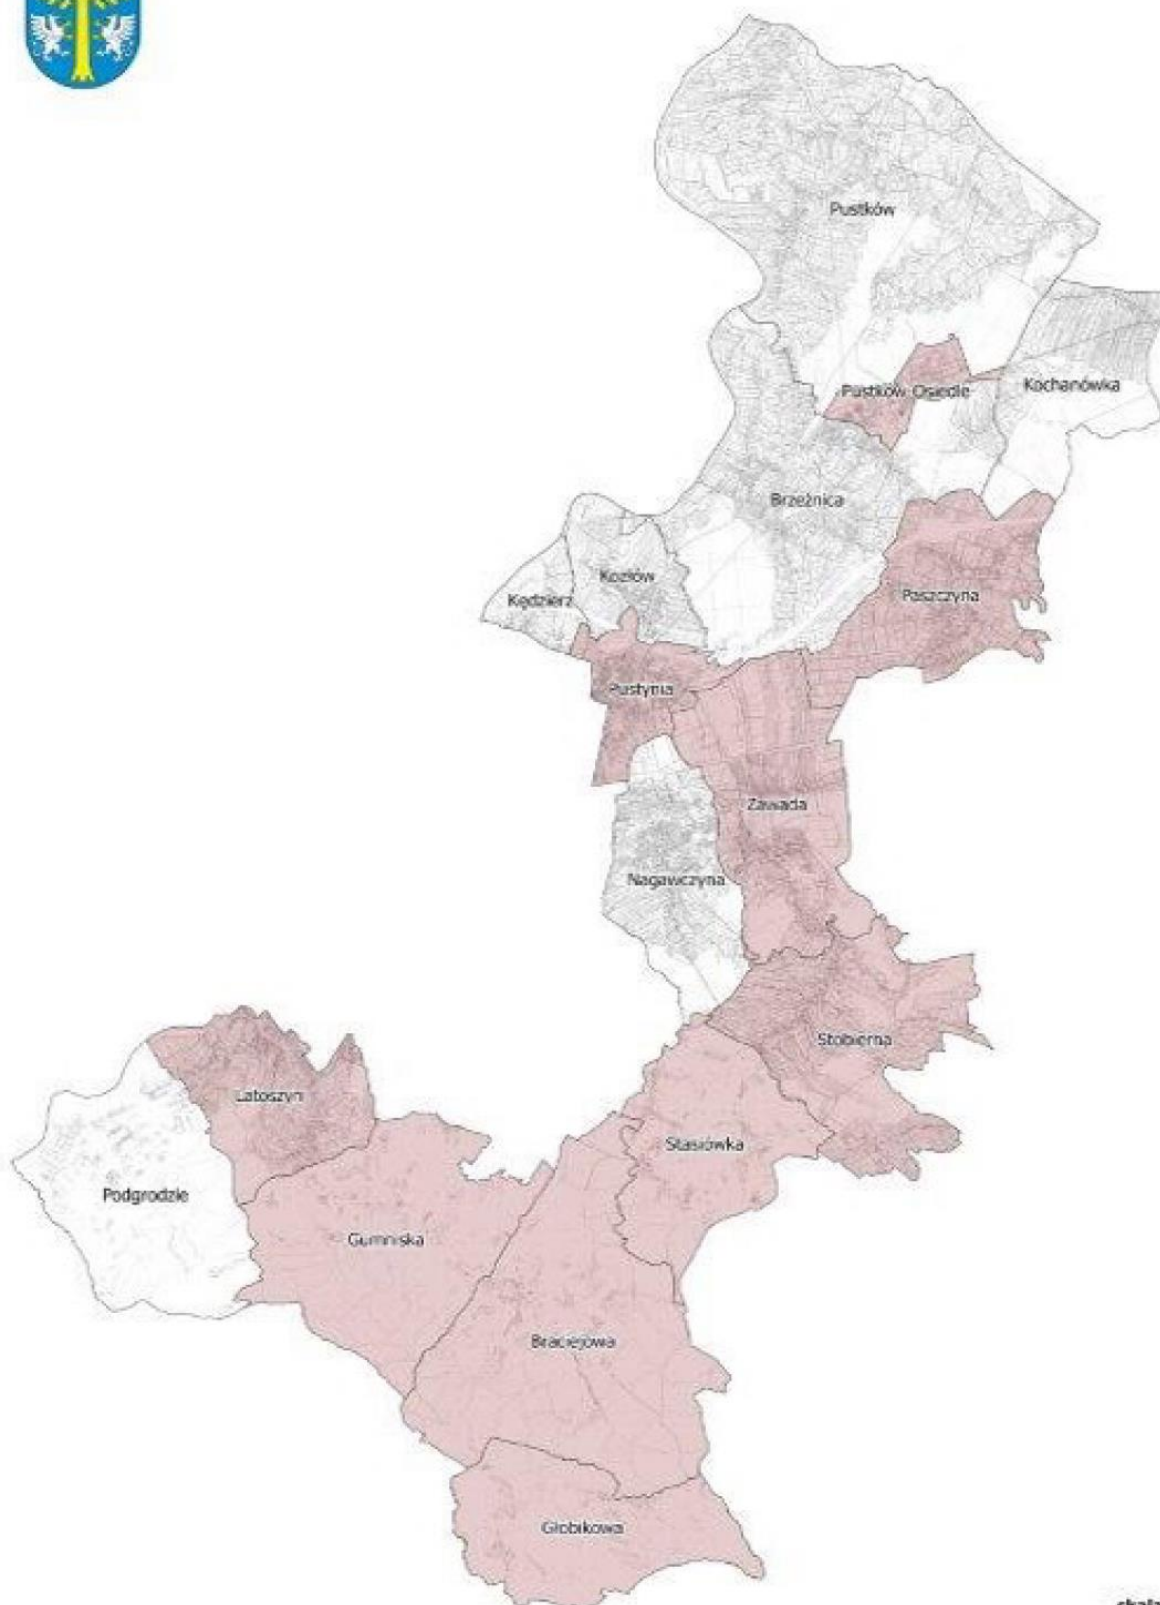 Pustków
Pustków Osiedle
Kochanówka
Brzeźnica
Kozłów
Kędzierz
Paszczyna
Pustynia
Zawada
Nagawczyna
Stobierna
Latoszyn
Stasiówka
Podgrodzie
Gumniska
Braciejowa
Głobikowa